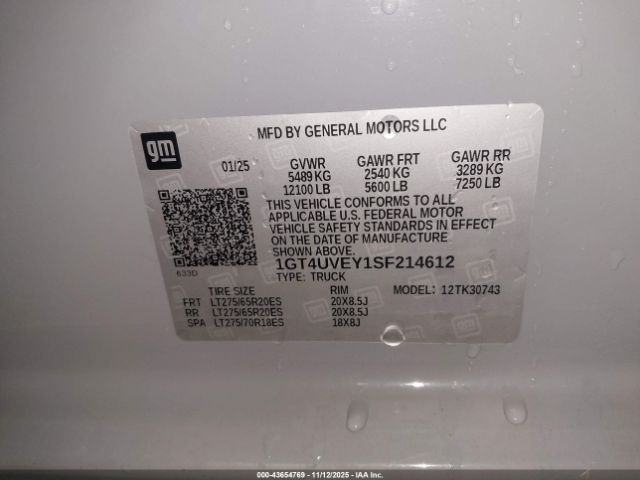 gm
MFD BY GENERAL MOTORS LLC
01/25 GVWR GAWR FRT GAWR RR
5489 KG 2540 KG 3289 KG
12100 LB 5600 LB 7250 LB
THIS VEHICLE CONFORMS TO ALL
APPLICABLE U.S. FEDERAL MOTOR
VEHICLE SAFETY STANDARDS IN EFFECT
ON THE DATE OF MANUFACTURE
SHOWN ABOVE.
633D
1GT4UVEY1SF214612
TYPE: TRUCK
TIRE SIZE RIM MODEL: 12TK30743
FRT LT275/65R20ES 20X8.5J
RR LT275/65R20ES 20X8.5J
SPA LT275/70R18ES 18X8J
©--43654769 - 11/12/2025 - IAA Inc.